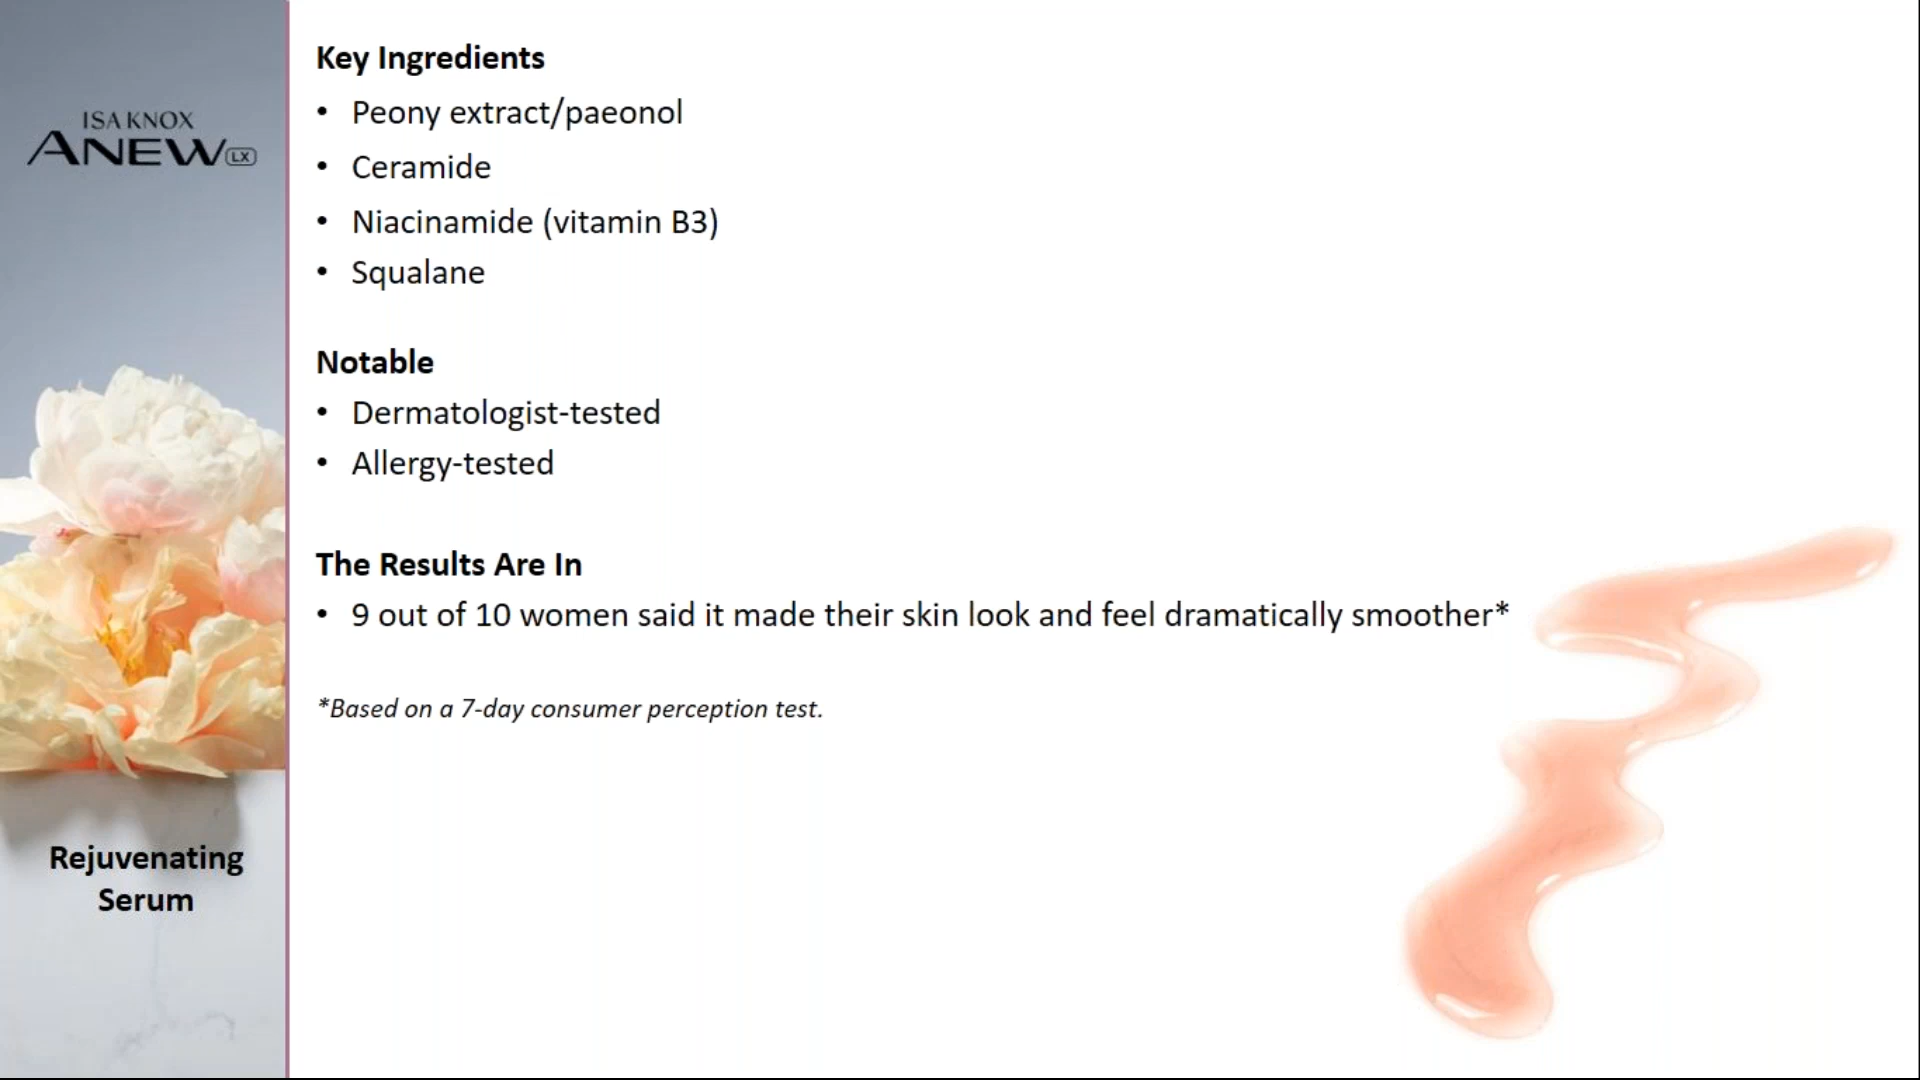 ISA KNOX
ANEW LX
Rejuvenating
Serum
Key Ingredients
• Peony extract/paeonol
• Ceramide
• Niacinamide (vitamin B3)
• Squalane
Notable
• Dermatologist-tested
• Allergy-tested
The Results Are In
• 9 out of 10 women said it made their skin look and feel dramatically smoother*
*Based on a 7-day consumer perception test.